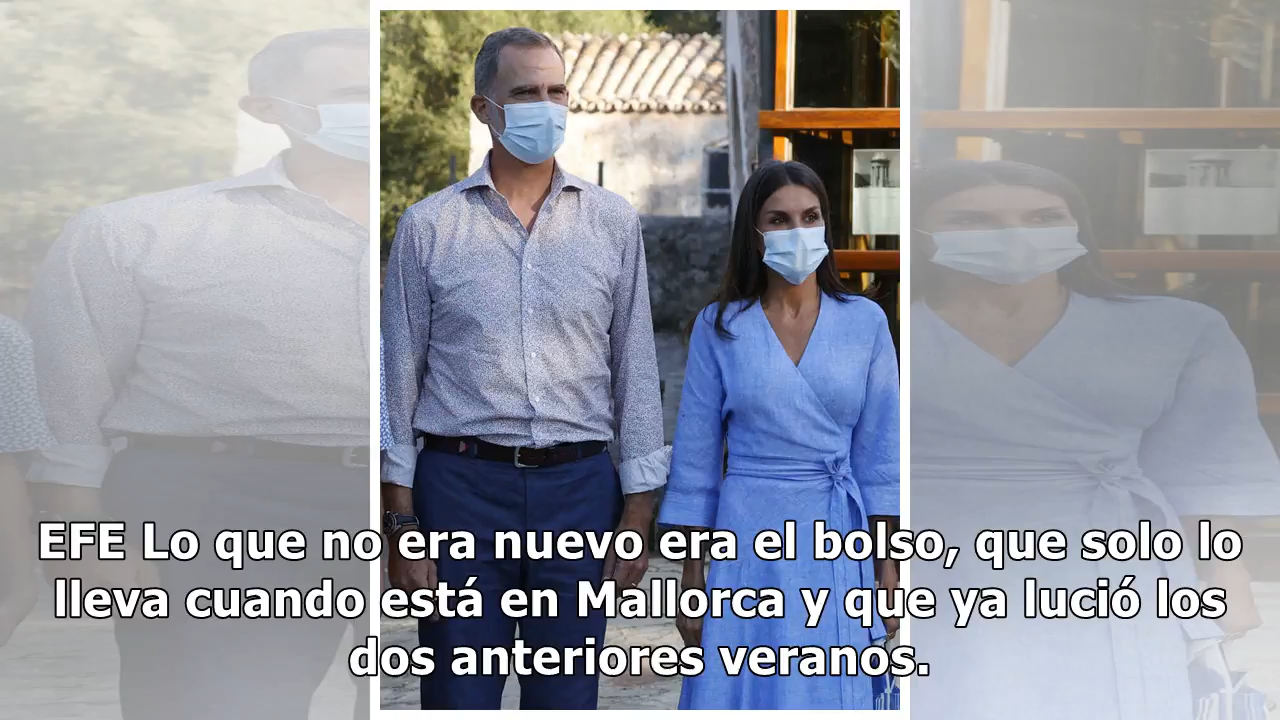 EFE Lo que no era nuevo era el bolso, que solo lo
lleva cuando está en Mallorca y que ya lució los
dos anteriores veranos.